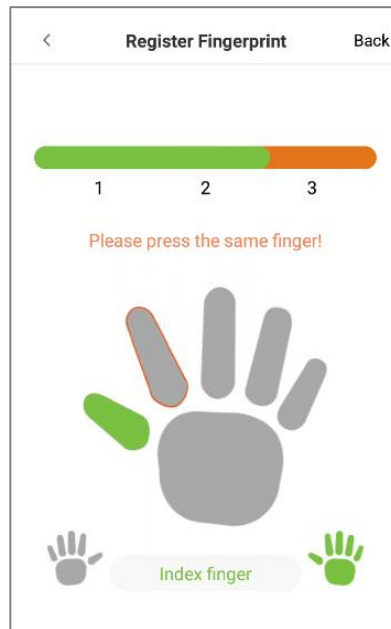 Register Fingerprint Back
1 2 3
Please press the same finger!
Index finger